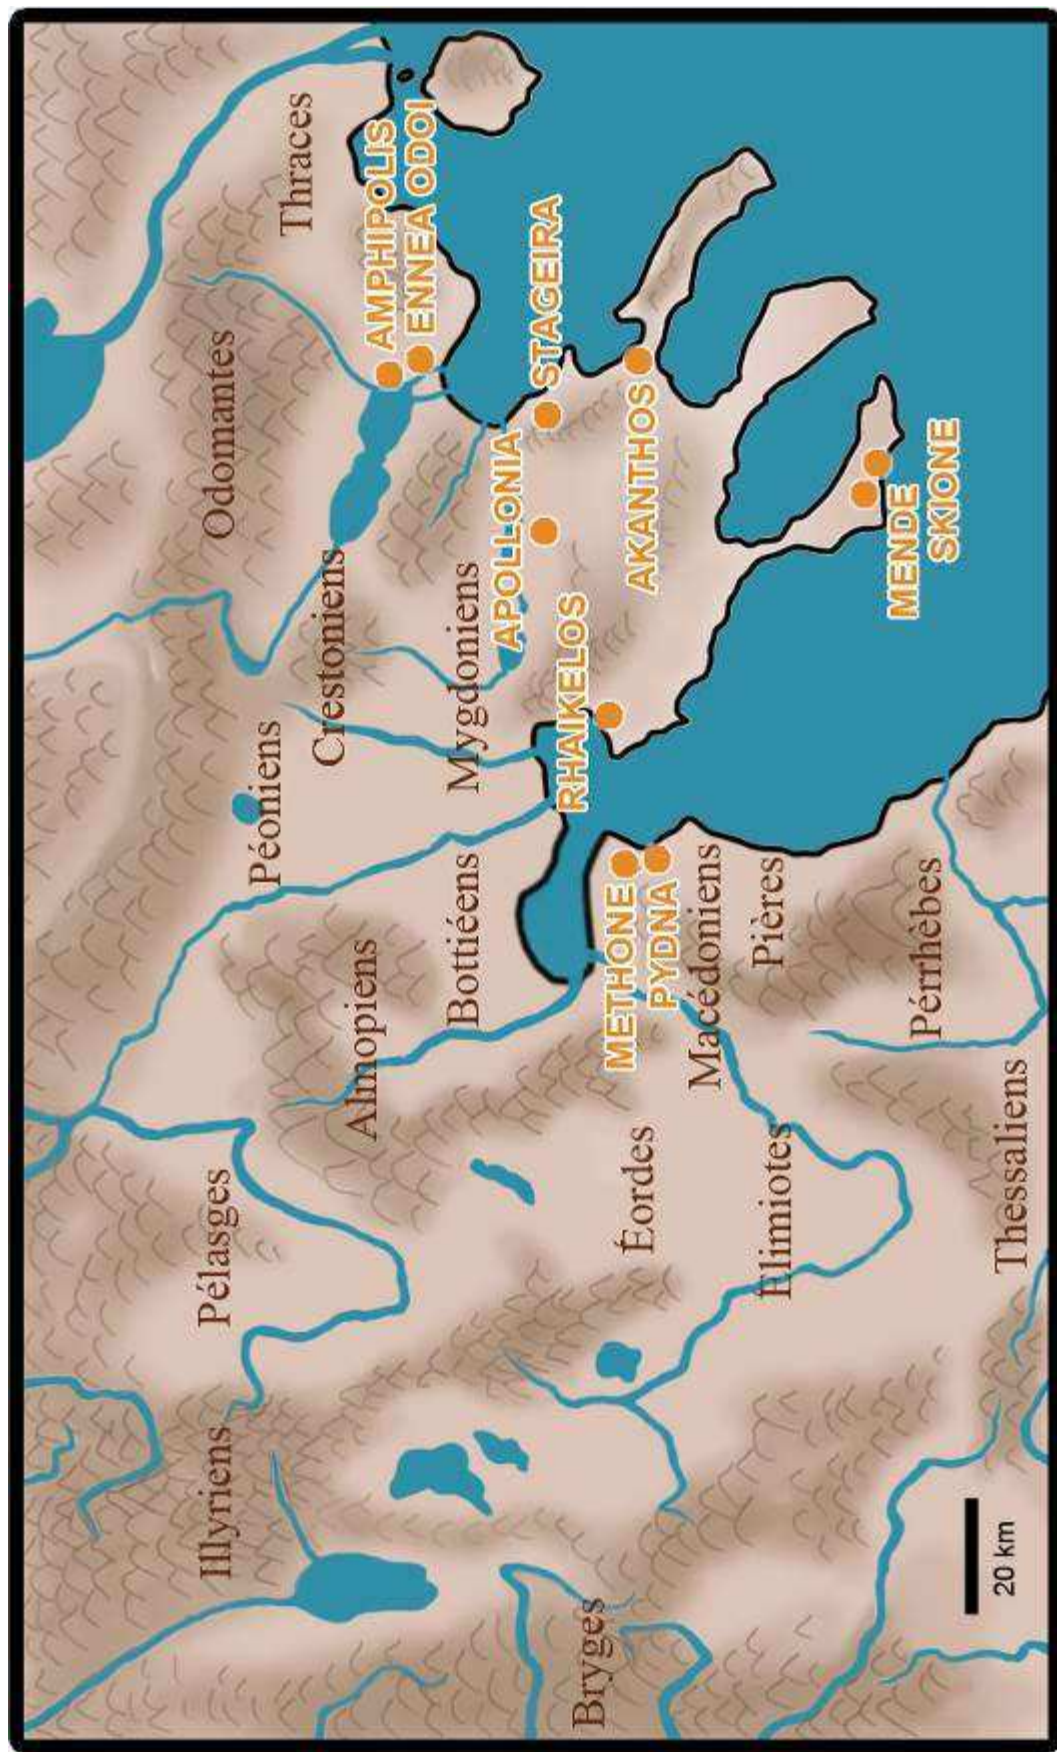 Thraces
AMPHIPOLIS
ENNEA ODOI
Odomantes
STAGEIRA
APOLLONIA
AKANTHOS
Crestoniens
Mygdoniens
RHAIKELOS
MENDE
SKIONE
Péoniens
Bottiéens
Almopiens
METHONE
PYDNA
Macédoniens
Pières
Pérrhèbes
Pélasges
Éordes
Élimiotes
Thessaliens
Illyriens
Bryges
20 km